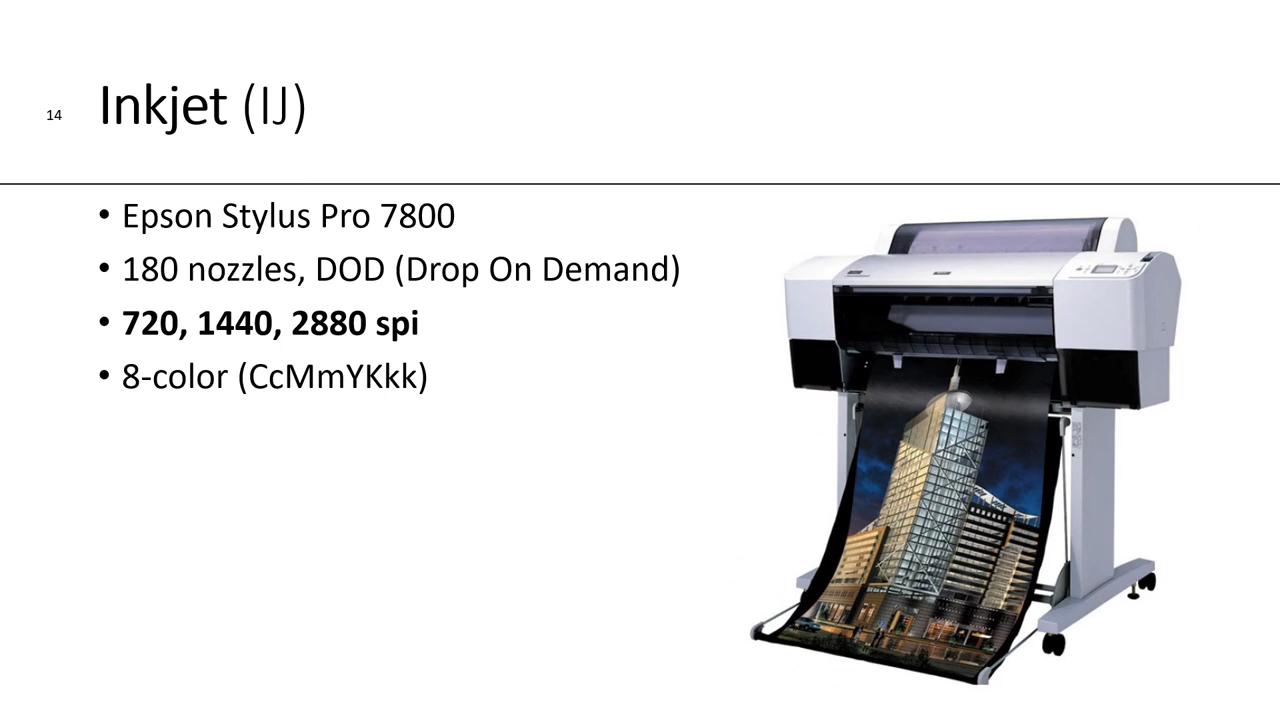 14
Inkjet (IJ)
• Epson Stylus Pro 7800
• 180 nozzles, DOD (Drop On Demand)
• 720, 1440, 2880 spi
• 8-color (CcMmYKkk)